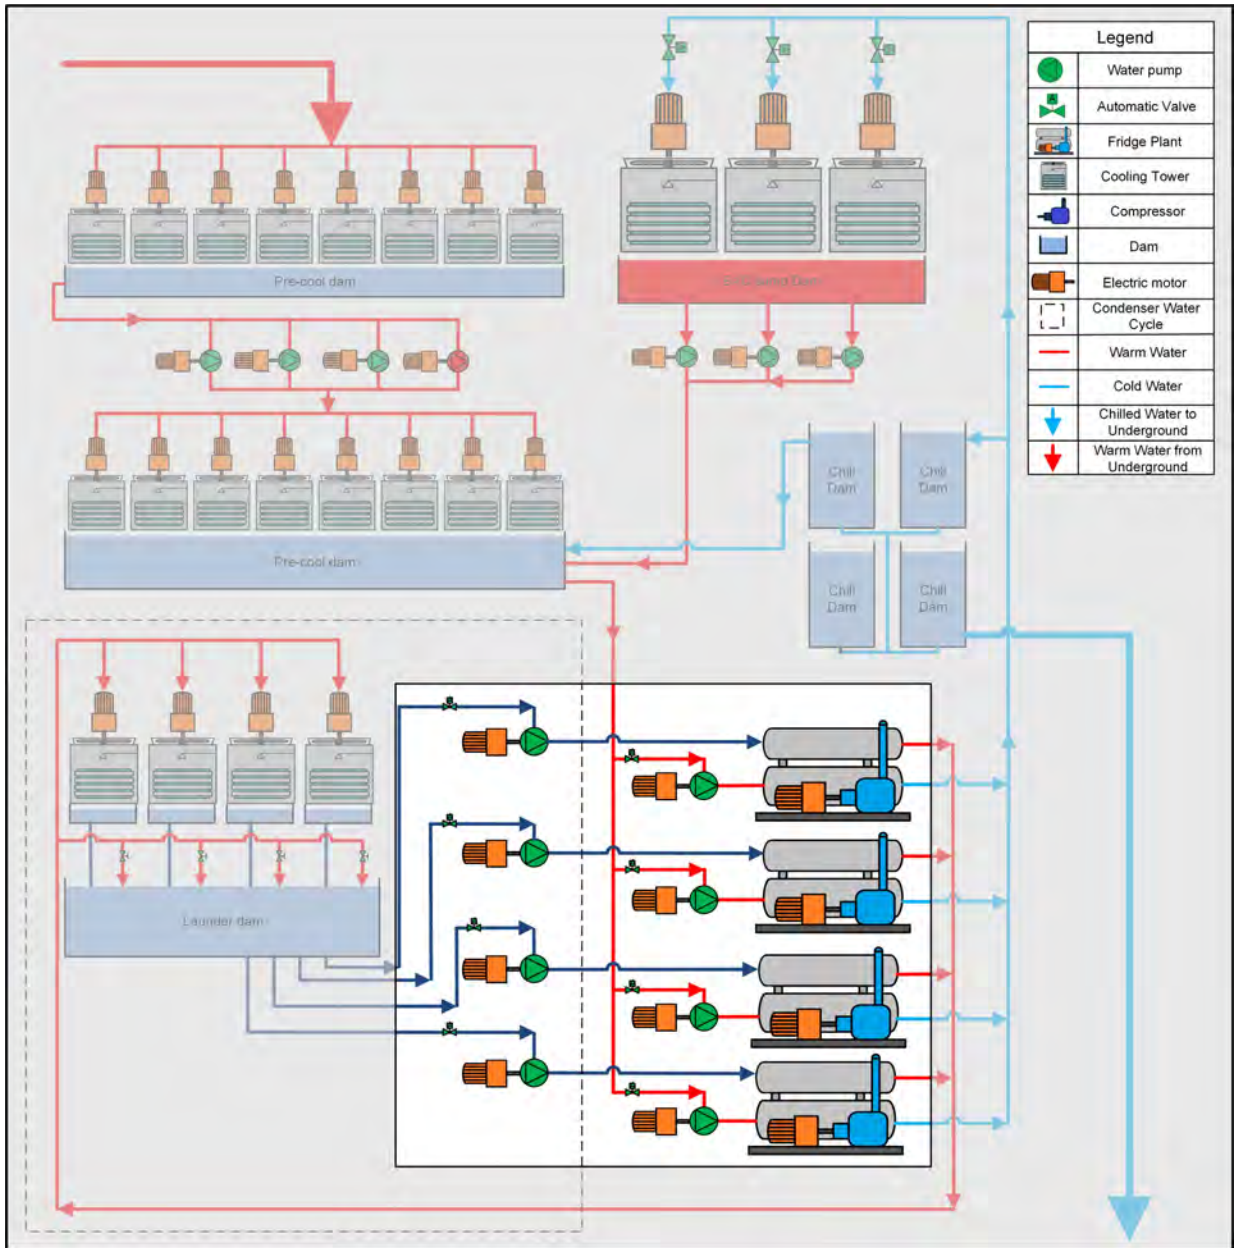 Legend
Water pump
Automatic Valve
Fridge Plant
Cooling Tower
Compressor
Dam
Electric motor
Condenser Water
Cycle
Warm Water
Cold Water
Chilled Water to
Underground
Warm Water from
Underground
Pre-cool dam
Pre-cool dam
Chill
Dam
Chill
Dam
Chill
Dam
Chill
Dam
Launder dam